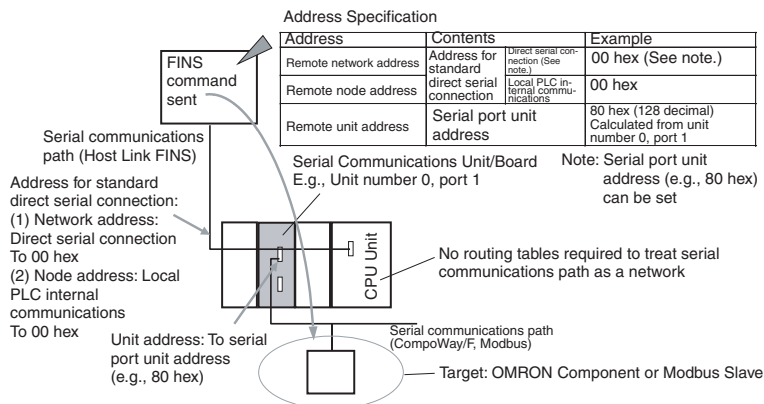 Address Specification
Address Contents Example
Remote network address Address for standard direct serial connection Direct serial con-
nection (See
note.) 00 hex (See note.)
Remote node address Local PLC in-
ternal commu-
nications 00 hex
Remote unit address Serial port unit
address 80 hex (128 decimal)
Calculated from unit
number 0, port 1
FINS
command
sent
Serial communications
path (Host Link FINS)
Serial Communications Unit/Board
E.g., Unit number 0, port 1
Note: Serial port unit
address (e.g., 80 hex)
can be set
Address for standard
direct serial connection:
(1) Network address:
Direct serial connection
To 00 hex
(2) Node address: Local
PLC internal
communications
To 00 hex
CPU Unit
No routing tables required to treat serial
communications path as a network
Unit address: To serial
port unit address
(e.g., 80 hex)
Serial communications path
(CompoWay/F, Modbus)
Target: OMRON Component or Modbus Slave